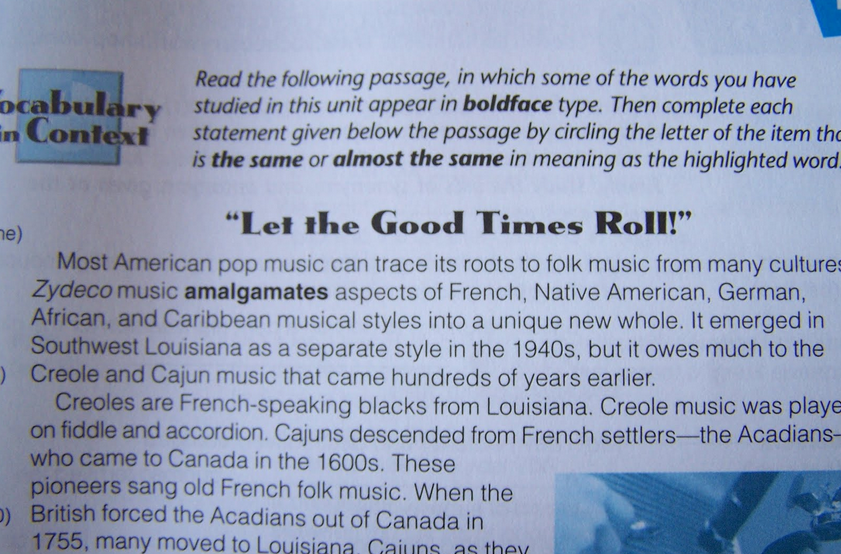 Read the following passage, in which some of the words you have
ocabulary studied in this unit appear in boldface type. Then complete each
in Context statement given below the passage by circling the letter of the item
is the same or almost the same in meaning as the highlighted word.
"Let the Good Times Roll!"
Most American pop music can trace its roots to folk music from many cultures
Zydeco music amalgamates aspects of French, Native American, German,
African, and Caribbean musical styles into a unique new whole. It emerged in
Southwest Louisiana as a separate style in the 1940s, but it owes much to the
) Creole and Cajun music that came hundreds of years earlier.
Creoles are French-speaking blacks from Louisiana. Creole music was playe
on fiddle and accordion. Cajuns descended from French settlers—the Acadians—
who came to Canada in the 1600s. These
pioneers sang old French folk music. When the
0) British forced the Acadians out of Canada in
1755, many moved to Louisiana. Cajuns, as they